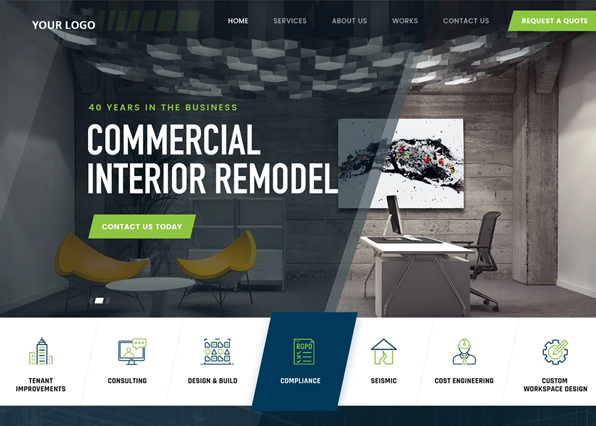 YOUR LOGO
HOME SERVICES ABOUT US WORKS CONTACT US REQUEST A QUOTE
40 YEARS IN THE BUSINESS
COMMERCIAL
INTERIOR REMODEL
CONTACT US TODAY
RGPD
TENANT
IMPROVEMENTS
CONSULTING
DESIGN & BUILD
COMPLIANCE
SEISMIC
COST ENGINEERING
CUSTOM
WORKSPACE DESIGN